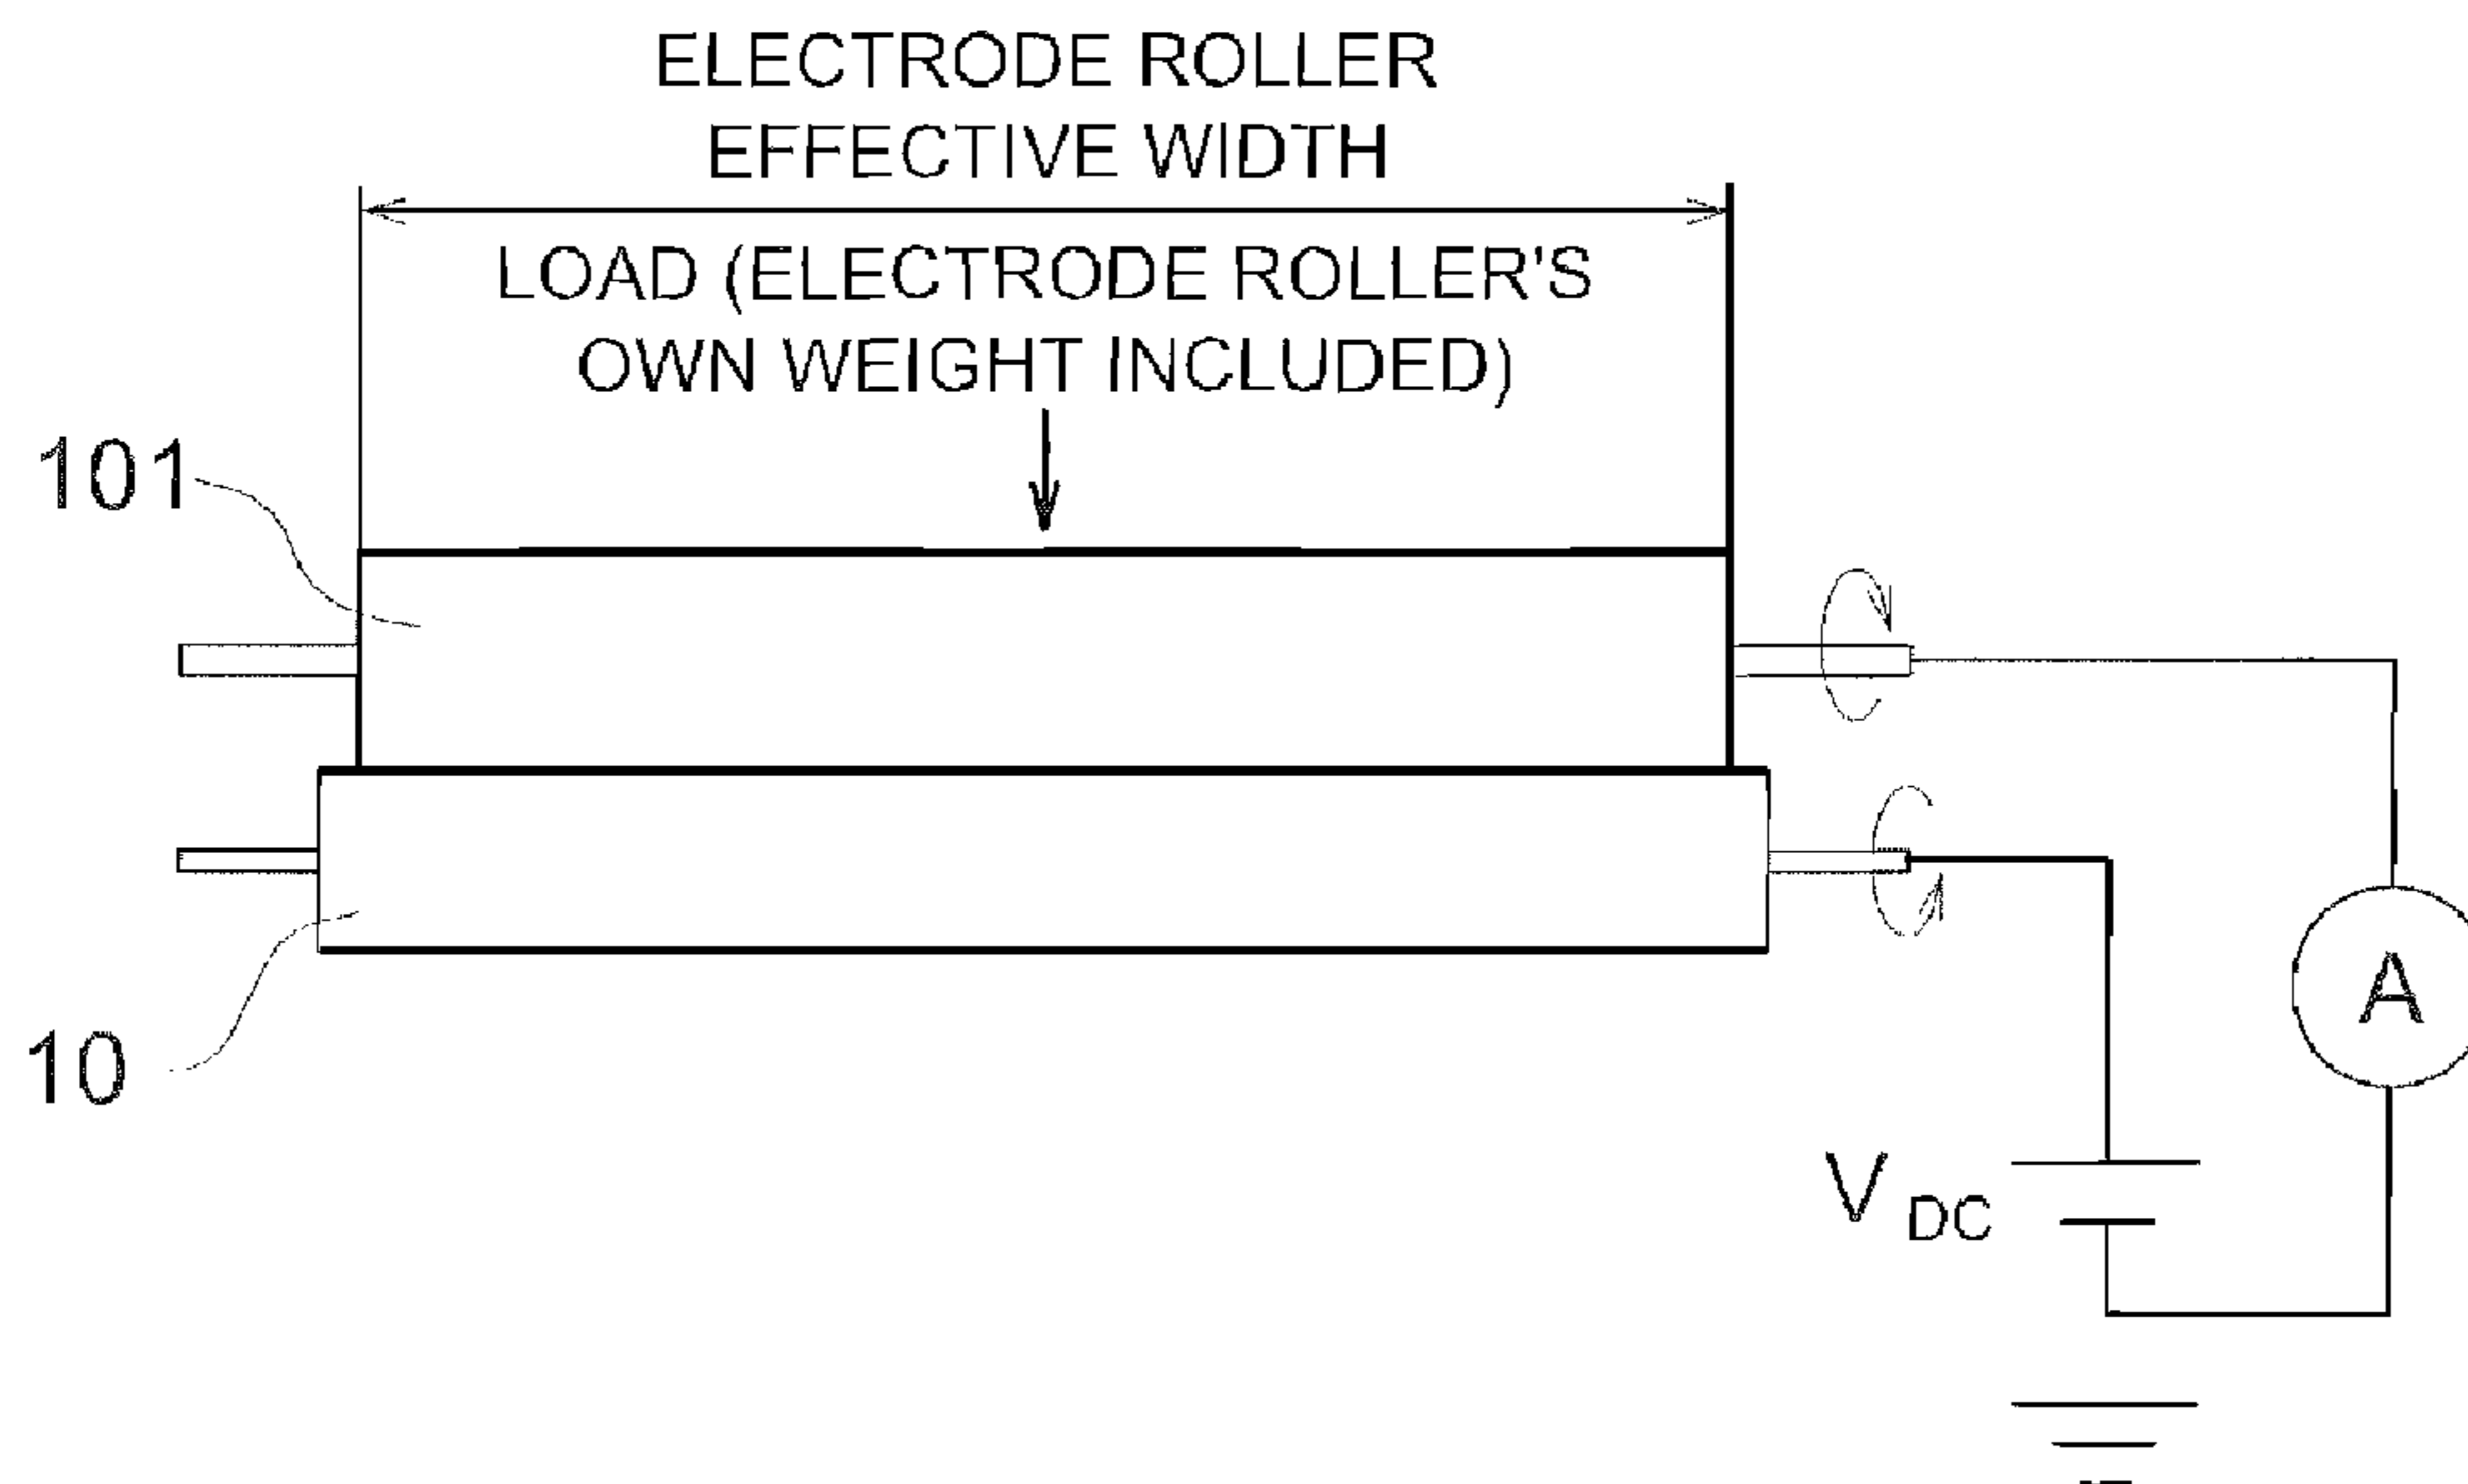 ELECTRODE ROLLER
EFFECTIVE WIDTH
LOAD (ELECTRODE ROLLER'S
OWN WEIGHT INCLUDED)
101
10
A
V DC